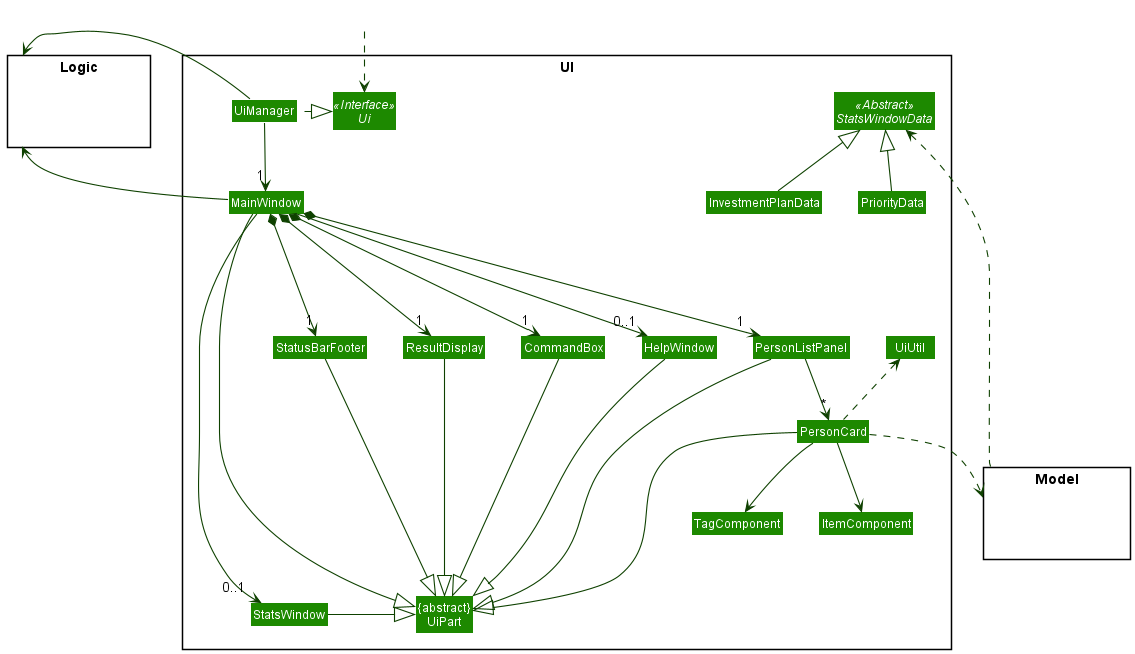 Logic
UI
UiManager
«Interface»
Ui
«Abstract»
StatsWindowData
1
MainWindow
InvestmentPlanData
PriorityData
1
1
1
0..1
1
StatusBarFooter
ResultDisplay
CommandBox
HelpWindow
PersonListPanel
UiUtil
*
PersonCard
Model
TagComponent
ItemComponent
0..1
StatsWindow
{abstract}
UiPart